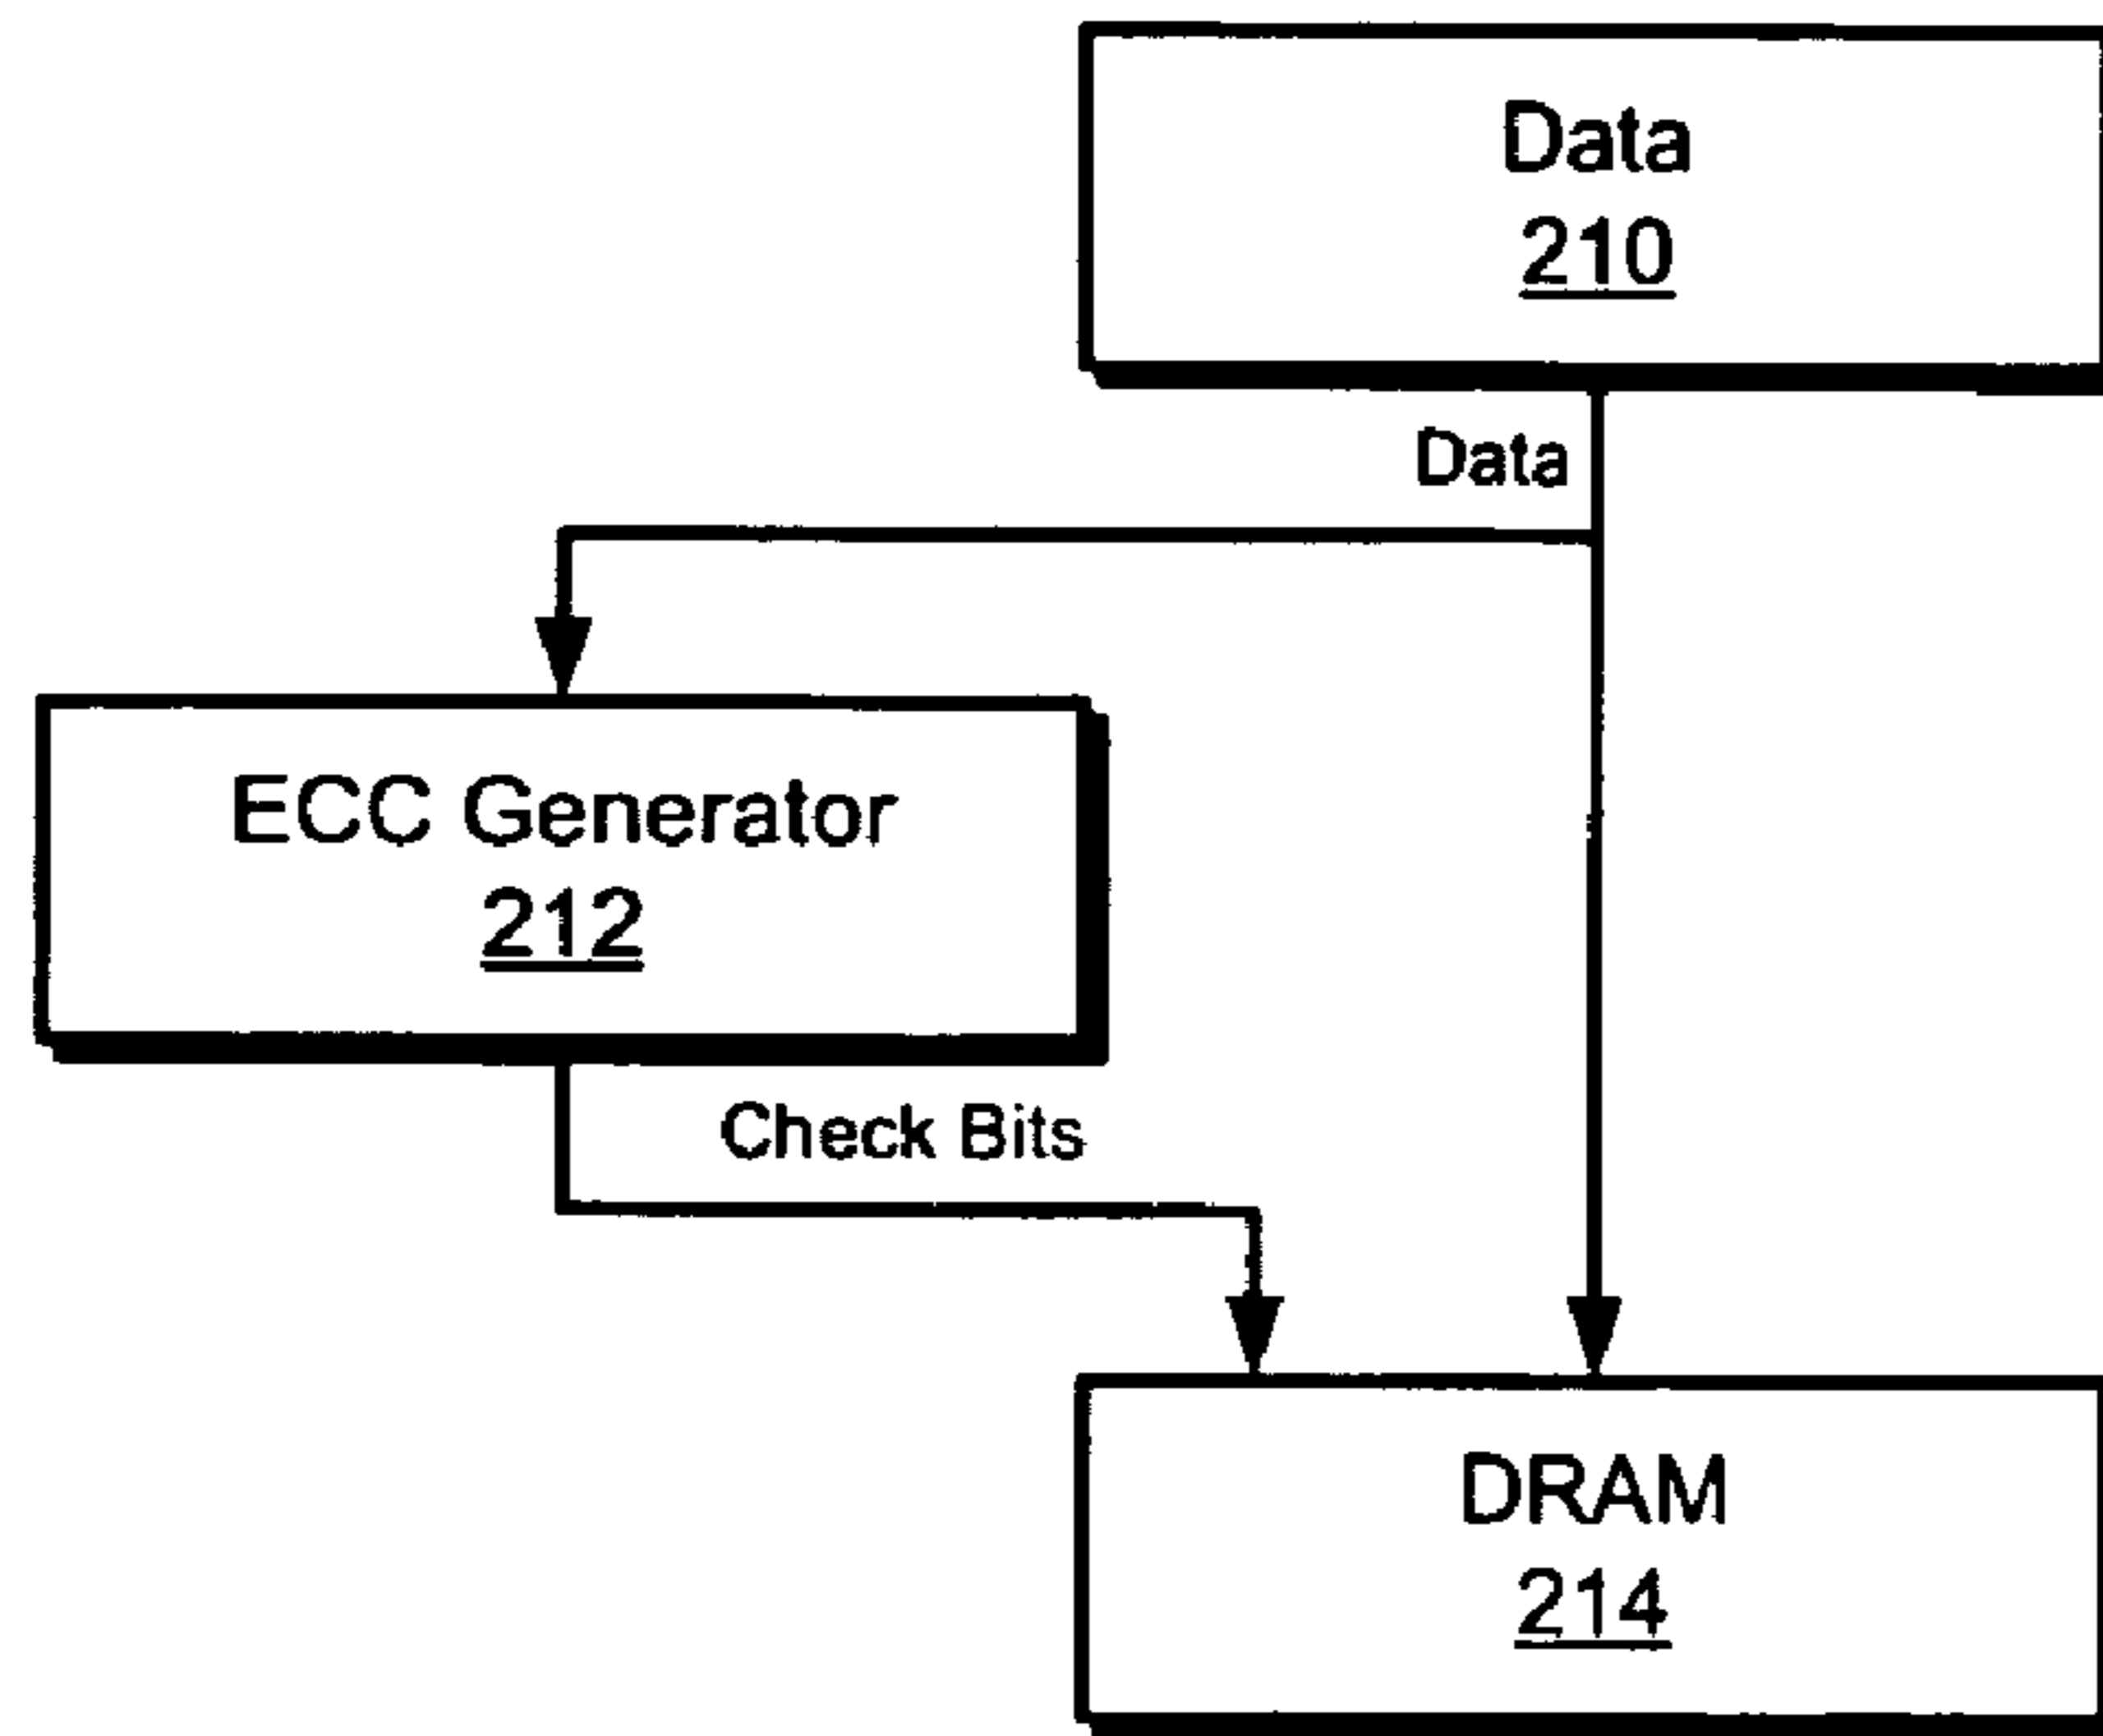 Data
210
Data
ECC Generator
212
Check Bits
DRAM
214